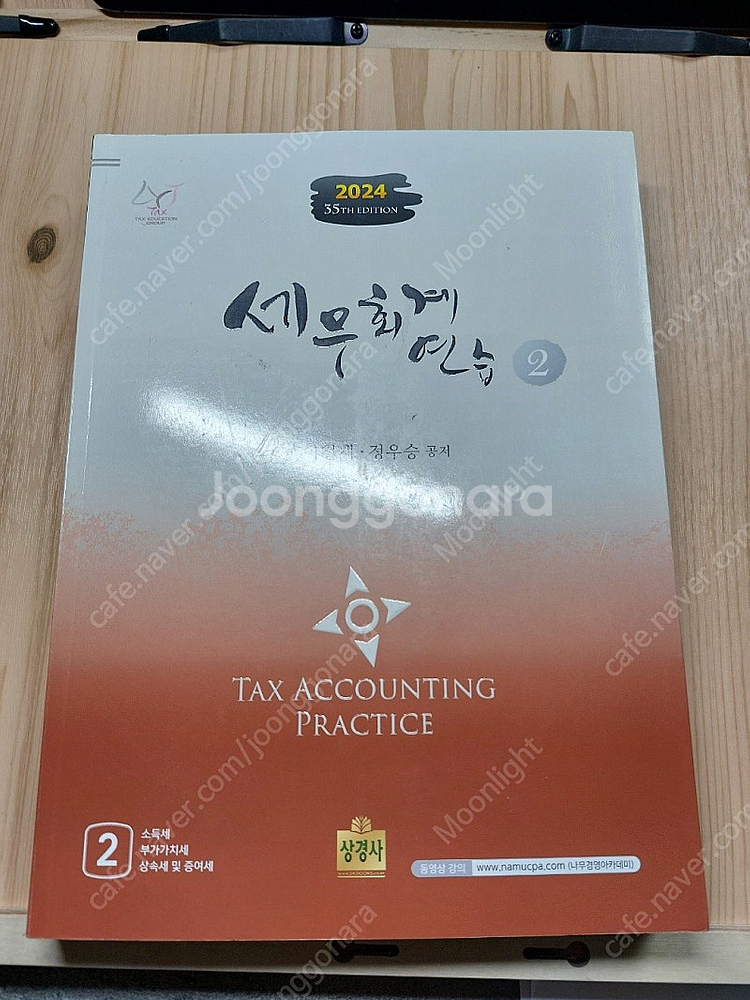 TAX
TAX EDUCATION
GROUP
2024
35TH EDITION
세무회계
연습 2
정우승 공저
Joonggonara
TAX ACCOUNTING
PRACTICE
2
소득세
부가가치세
상속세 및 증여세
상경사
동영상 강의 www.namucpa.com (나무경영아카데미)
cafe.naver.com/joonggonara
Moonlight